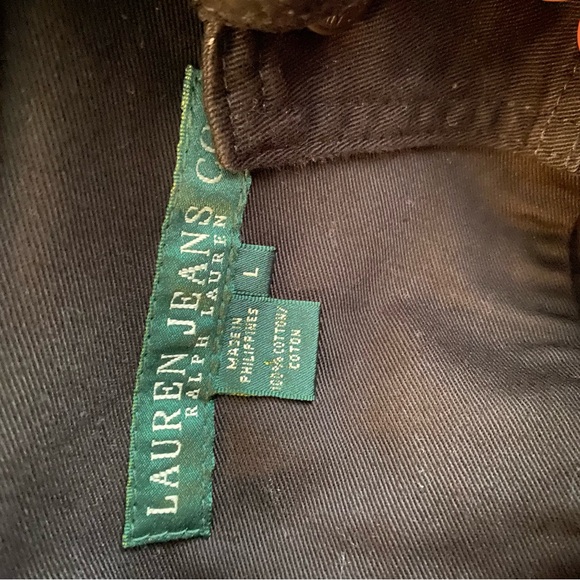 LAUREN JEANS CO
RALPH LAUREN
L
MADE IN
PHILIPPINES
100% COTTON/
COTON